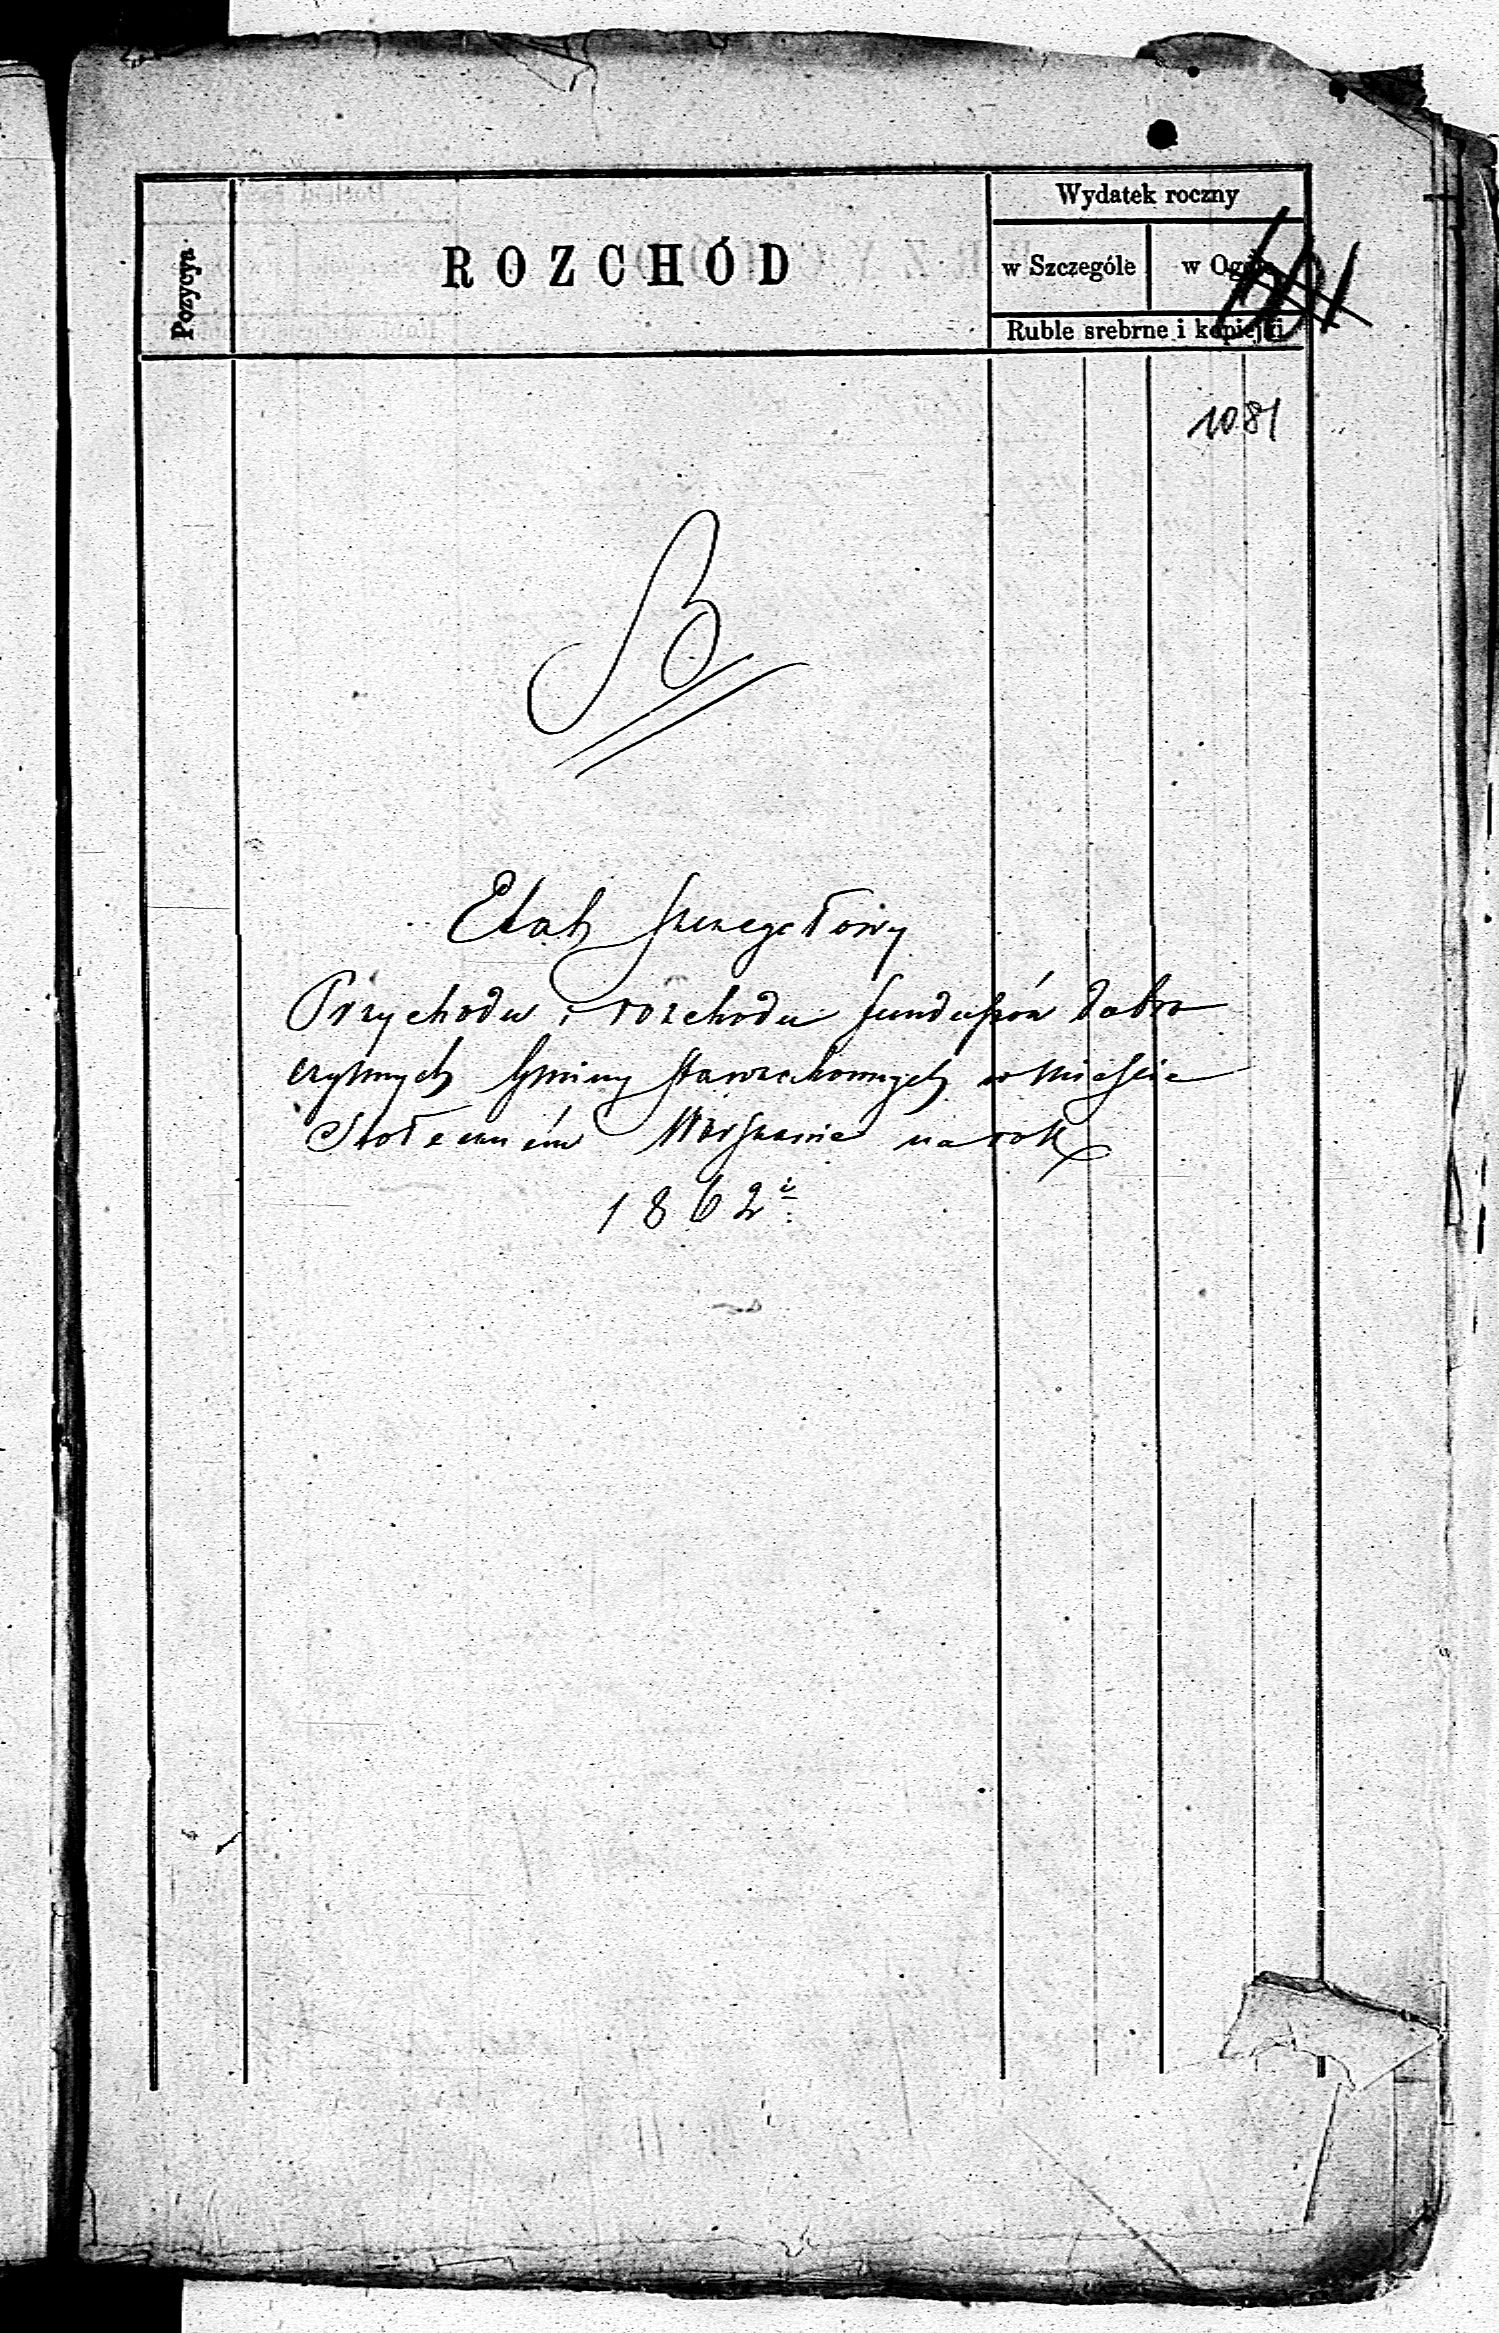 Wydatek roczny
Pozycya
ROZCHÓD
w Szczególe
w Ogóle
Ruble srebrne i kopiejki
1081
B
Etat szczegółowy
Przychodu i rozchodu funduszów dobro
czynnych Gminy Starozakonnych w Mieście
Stołeczném Warszawie na rok
1862